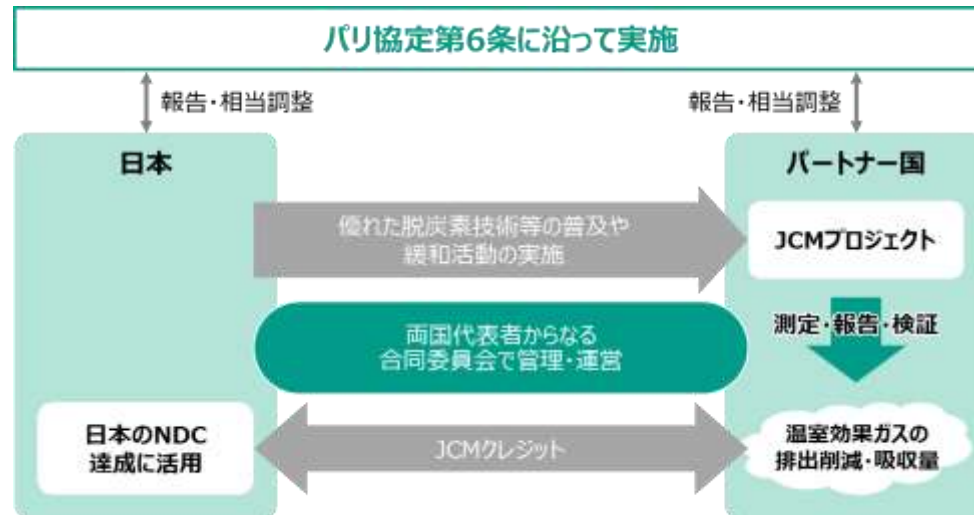 パリ協定第6条に沿って実施
報告・相当調整
報告・相当調整
日本
パートナー国
優れた脱炭素技術等の普及や
緩和活動の実施
JCMプロジェクト
両国代表者からなる
合同委員会で管理・運営
測定・報告・検証
日本のNDC
達成に活用
JCMクレジット
温室効果ガスの
排出削減・吸収量